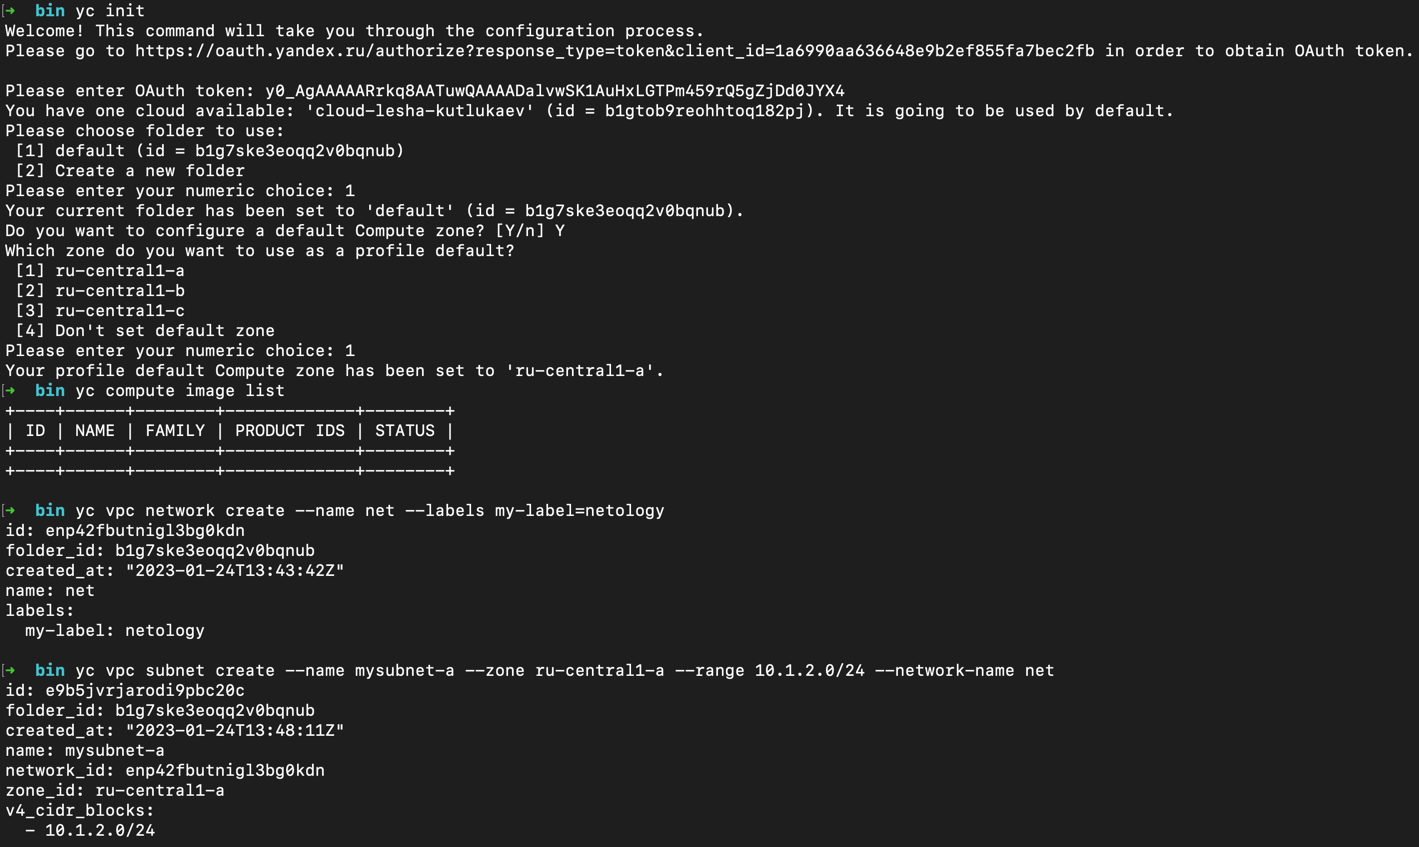 [➜  bin yc init
Welcome! This command will take you through the configuration process.
Please go to https://oauth.yandex.ru/authorize?response_type=token&client_id=1a6990aa636648e9b2ef855fa7bec2fb in order to obtain OAuth token.
Please enter OAuth token: y0_AgAAAAARrkq8AATuwQAAAADalvwSK1AuHxLGTPm459rQ5gZjDd0JYX4
You have one cloud available: 'cloud-lesha-kutlukaev' (id = b1gtob9reohhtoq182pj). It is going to be used by default.
Please choose folder to use:
 [1] default (id = b1g7ske3eoqq2v0bqnub)
 [2] Create a new folder
Please enter your numeric choice: 1
Your current folder has been set to 'default' (id = b1g7ske3eoqq2v0bqnub).
Do you want to configure a default Compute zone? [Y/n] Y
Which zone do you want to use as a profile default?
 [1] ru-central1-a
 [2] ru-central1-b
 [3] ru-central1-c
 [4] Don't set default zone
Please enter your numeric choice: 1
Your profile default Compute zone has been set to 'ru-central1-a'.
[➜  bin yc compute image list
+----+------+--------+-------------+--------+
| ID | NAME | FAMILY | PRODUCT IDS | STATUS |
+----+------+--------+-------------+--------+
+----+------+--------+-------------+--------+
[➜  bin yc vpc network create --name net --labels my-label=netology
id: enp42fbutnigl3bg0kdn
folder_id: b1g7ske3eoqq2v0bqnub
created_at: "2023-01-24T13:43:42Z"
name: net
labels:
  my-label: netology
[➜  bin yc vpc subnet create --name mysubnet-a --zone ru-central1-a --range 10.1.2.0/24 --network-name net
id: e9b5jvrjarodi9pbc20c
folder_id: b1g7ske3eoqq2v0bqnub
created_at: "2023-01-24T13:48:11Z"
name: mysubnet-a
network_id: enp42fbutnigl3bg0kdn
zone_id: ru-central1-a
v4_cidr_blocks:
  - 10.1.2.0/24